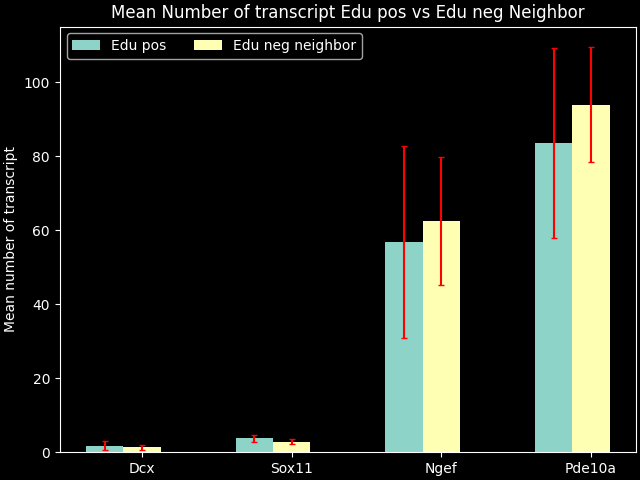 Mean Number of transcript Edu pos vs Edu neg Neighbor
Edu pos
Edu neg neighbor
Mean number of transcript
100
80
60
40
20
0
Dcx
Sox11
Ngef
Pde10a